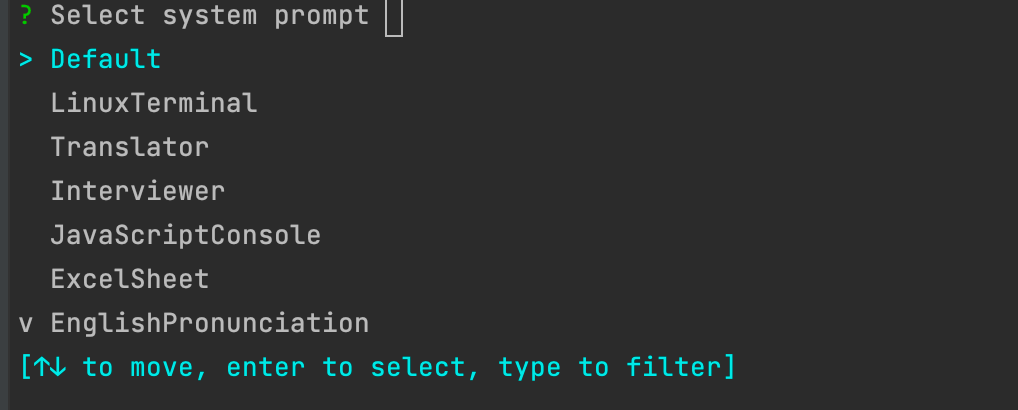 ? Select system prompt
> Default
LinuxTerminal
Translator
Interviewer
JavaScriptConsole
ExcelSheet
v EnglishPronunciation
[↑↓ to move, enter to select, type to filter]